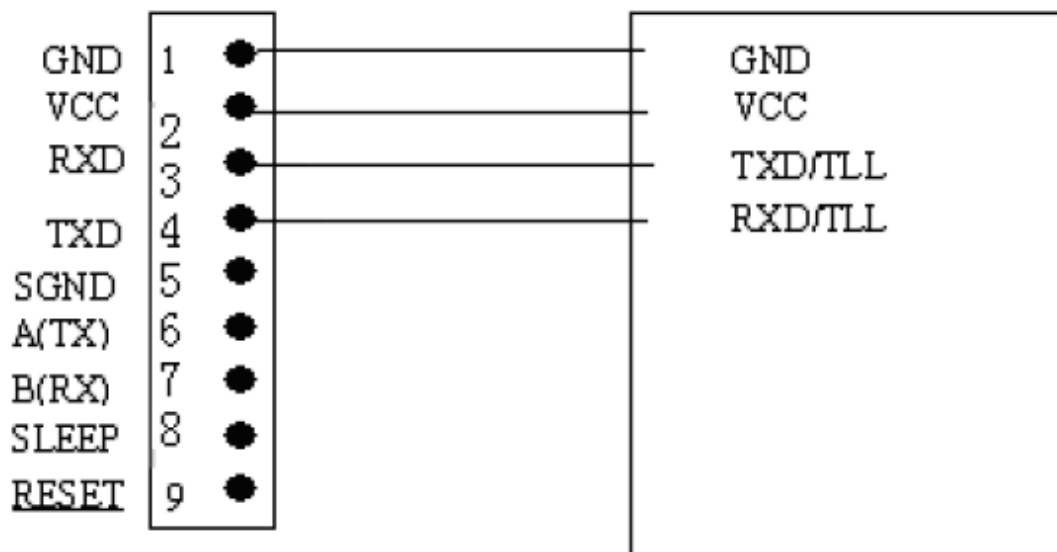 GND 1 GND
VCC 2 VCC
RXD 3 TXD/TLL
TXD 4 RXD/TLL
SGND 5
A(TX) 6
B(RX) 7
SLEEP 8
RESET 9